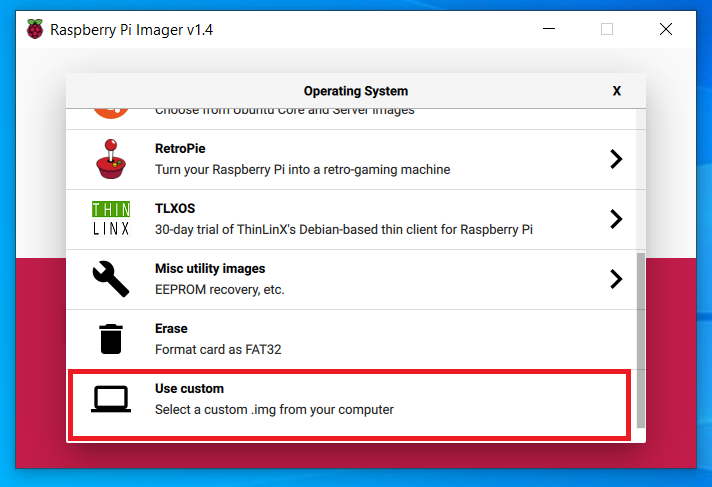 Raspberry Pi Imager v1.4
Operating System
X
Choose from Ubuntu Core and Server images
RetroPie
Turn your Raspberry Pi into a retro-gaming machine
THIN
LINX
TLXOS
30-day trial of ThinLinX's Debian-based thin client for Raspberry Pi
Misc utility images
EEPROM recovery, etc.
Erase
Format card as FAT32
Use custom
Select a custom .img from your computer